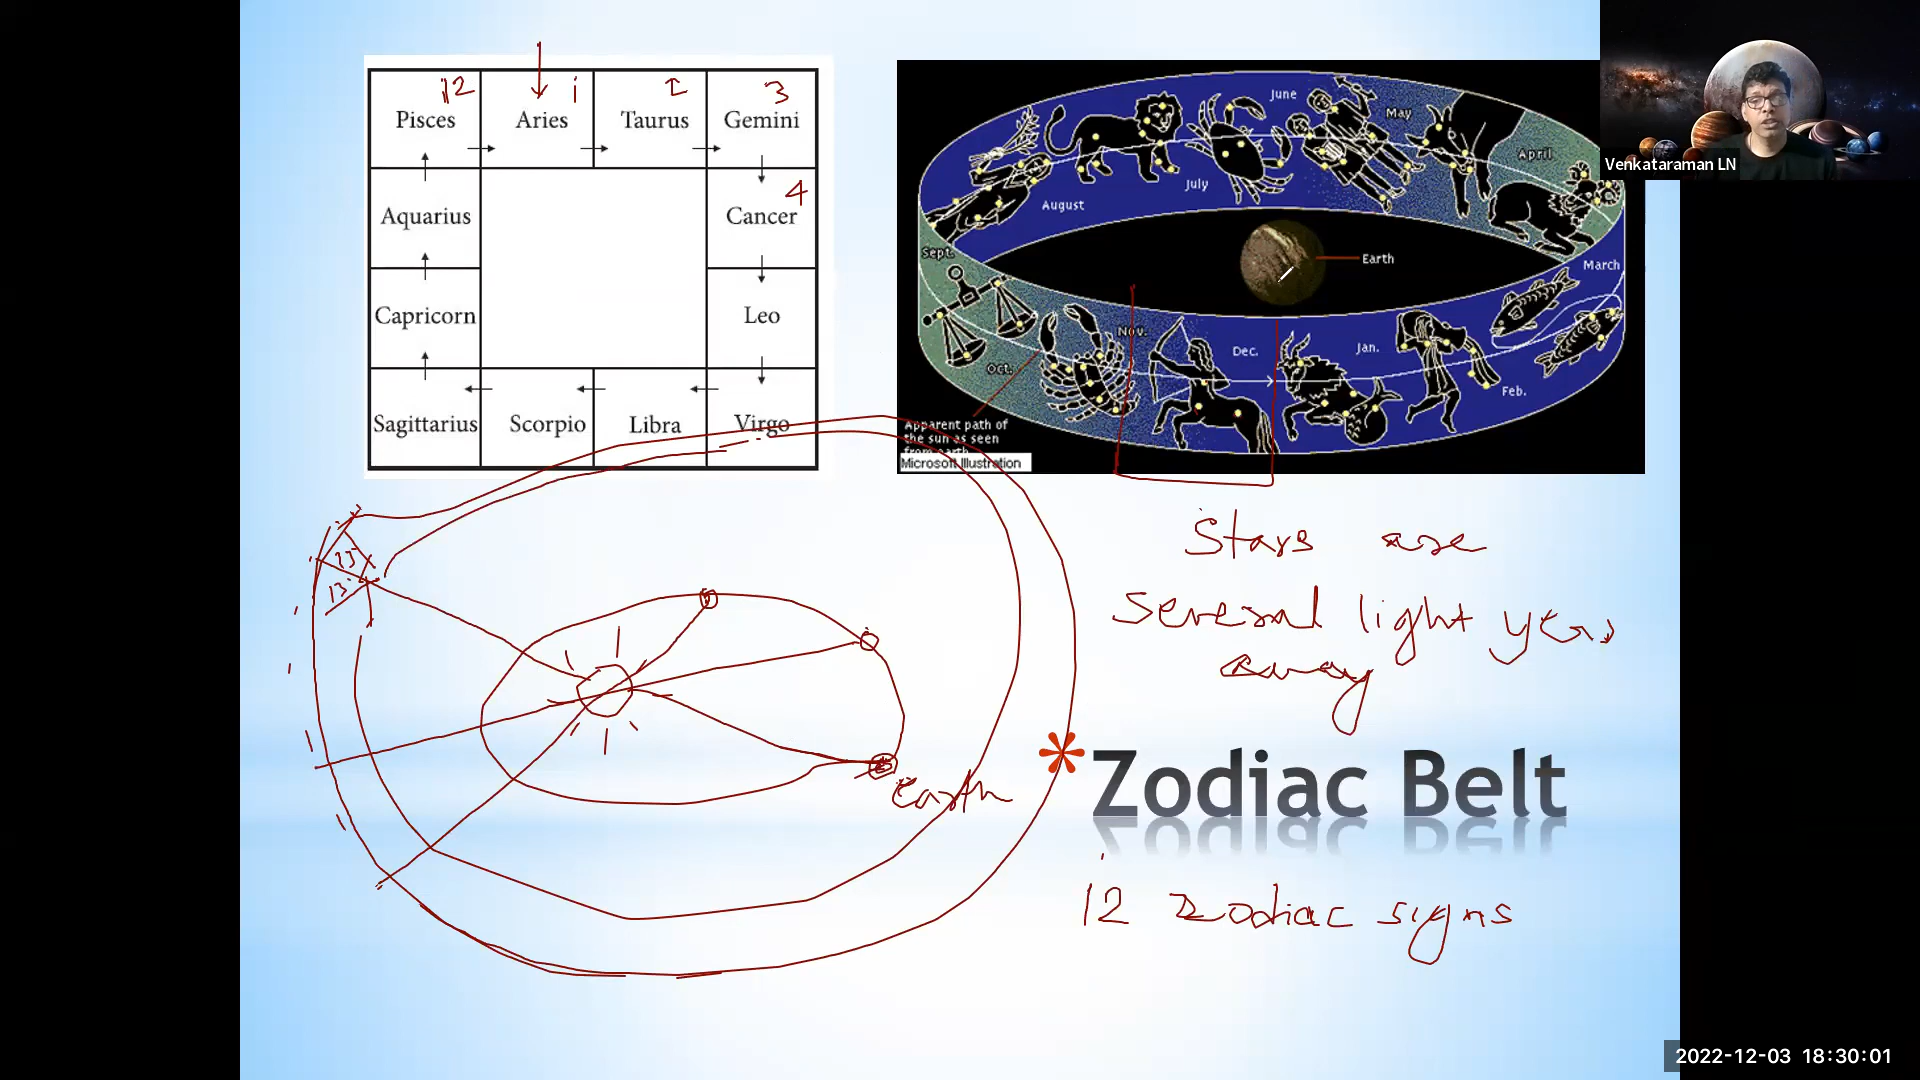 12
1
2
3
Pisces
Aries
Taurus
Gemini
4
Aquarius
Cancer
Capricorn
Leo
Sagittarius
Scorpio
Libra
Virgo
June
May
April
July
August
Sept.
Earth
March
Nov.
Dec.
Jan.
Oct.
Feb.
Apparent path of
the sun as seen
from earth
Microsoft Illustration
Venkataraman LN
Stars are
several light years
away
15
15
Earth
* Zodiac Belt
12 zodiac signs
2022-12-03 18:30:01